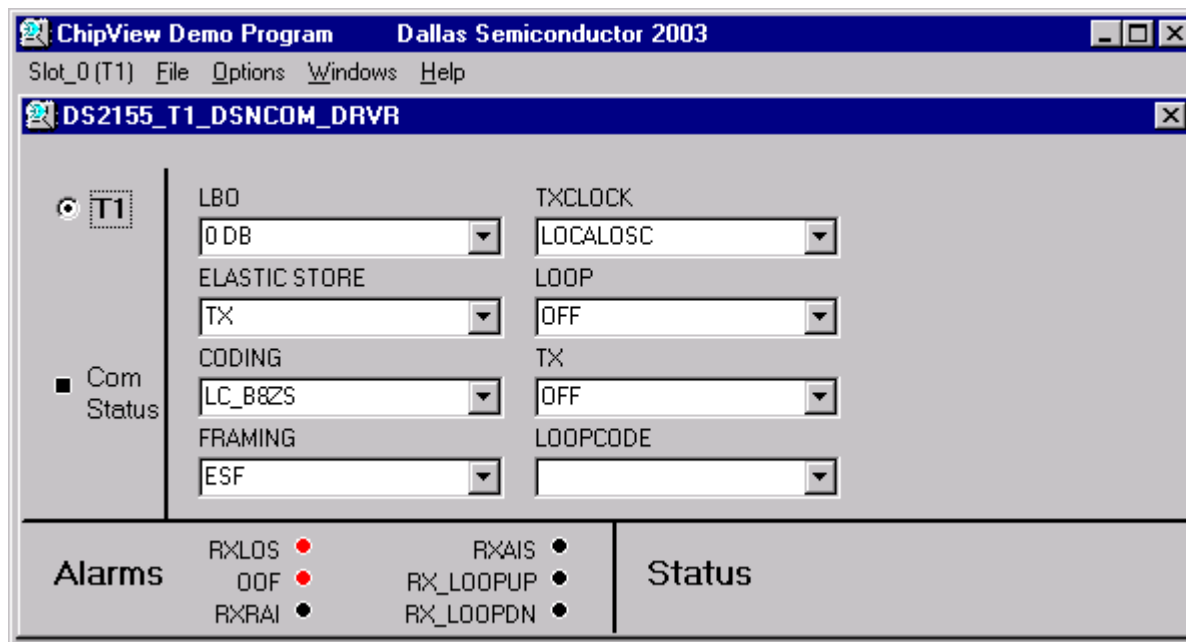 ChipView Demo Program Dallas Semiconductor 2003
Slot_0 (T1) File Options Windows Help
DS2155_T1_DSNCOM_DRVR
T1
LBO TXCLOCK
0 DB LOCALOSC
ELASTIC STORE LOOP
TX OFF
Com
Status
CODING TX
LC_B8ZS OFF
FRAMING LOOPCODE
ESF
Alarms
RXLOS RXAIS
OOF RX_LOOPUP
RXRAI RX_LOOPDN
Status